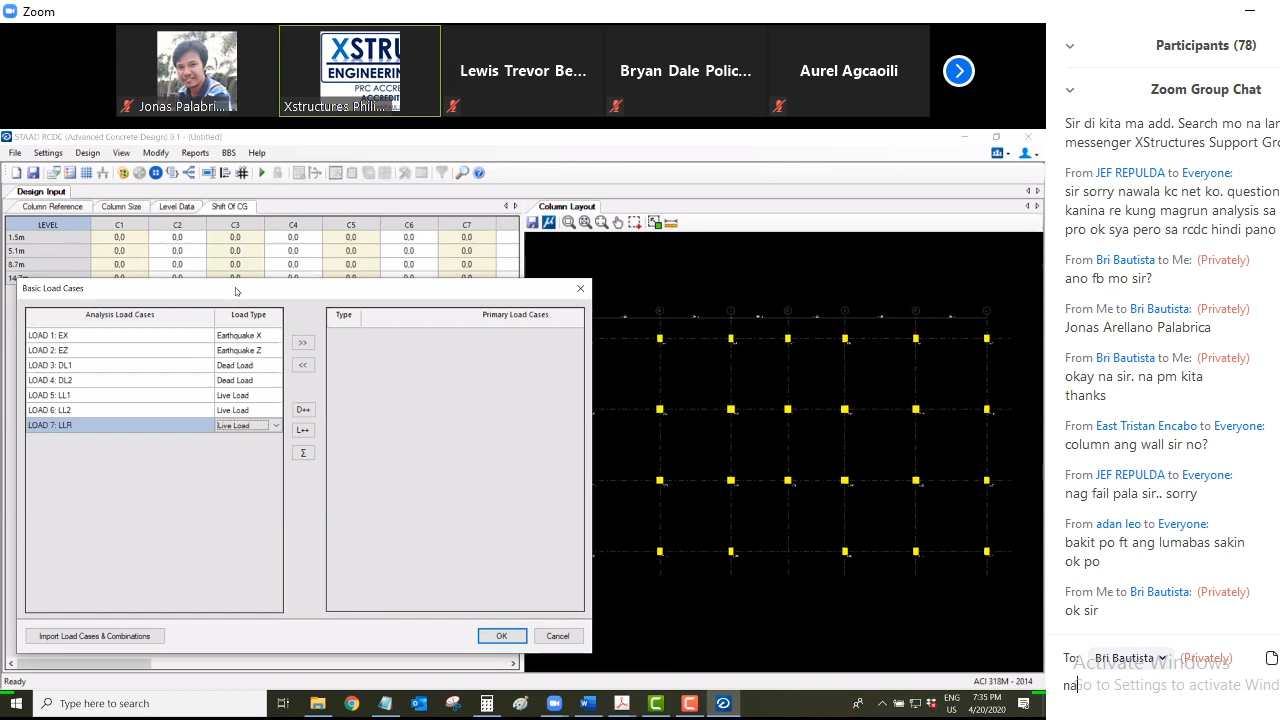 Zoom
XSTRU
ENGINEERIN
PRC ACCRE
ACCREDIT
Jonas Palabri...
Xstructures Phili...
Lewis Trevor Be...
Bryan Dale Polic...
Aurel Agcaoili
STAAD RCDC (Advanced Concrete Design) 9.1 - [Untitled]
File Settings Design View Modify Reports BBS Help
Design Input
Column Reference Column Size Level Data Shift Of CG
LEVEL C1 C2 C3 C4 C5 C6 C7
1.5m 0,0 0,0 0,0 0,0 0,0 0,0 0,0
5.1m 0,0 0,0 0,0 0,0 0,0 0,0 0,0
8.7m 0,0 0,0 0,0 0,0 0,0 0,0 0,0
Column Layout
Basic Load Cases
Analysis Load Cases Load Type
LOAD 1: EX Earthquake X
LOAD 2: EZ Earthquake Z
LOAD 3: DL1 Dead Load
LOAD 4: DL2 Dead Load
LOAD 5: LL1 Live Load
LOAD 6: LL2 Live Load
LOAD 7: LLR Live Load
>>
<<
D++
L++
Σ
Type Primary Load Cases
Import Load Cases & Combinations
OK Cancel
Ready
ACI 318M - 2014
Type here to search
ENG
US
7:35 PM
4/20/2020
Participants (78)
Zoom Group Chat
Sir di kita ma add. Search mo na lan
messenger XStructures Support Gro
From JEF REPULDA to Everyone:
sir sorry nawala kc net ko. question
kanina re kung magrun analysis sa
pro ok sya pero sa rcdc hindi pano
From Bri Bautista to Me: (Privately)
ano fb mo sir?
From Me to Bri Bautista: (Privately)
Jonas Arellano Palabrica
From Bri Bautista to Me: (Privately)
okay na sir. na pm kita
thanks
From East Tristan Encabo to Everyone:
column ang wall sir no?
From JEF REPULDA to Everyone:
nag fail pala sir.. sorry
From adan leo to Everyone:
bakit po ft ang lumabas sakin
ok po
From Me to Bri Bautista: (Privately)
ok sir
To: Bri Bautista (Privately)
Activate Windows
na
Go to Settings to activate Wind